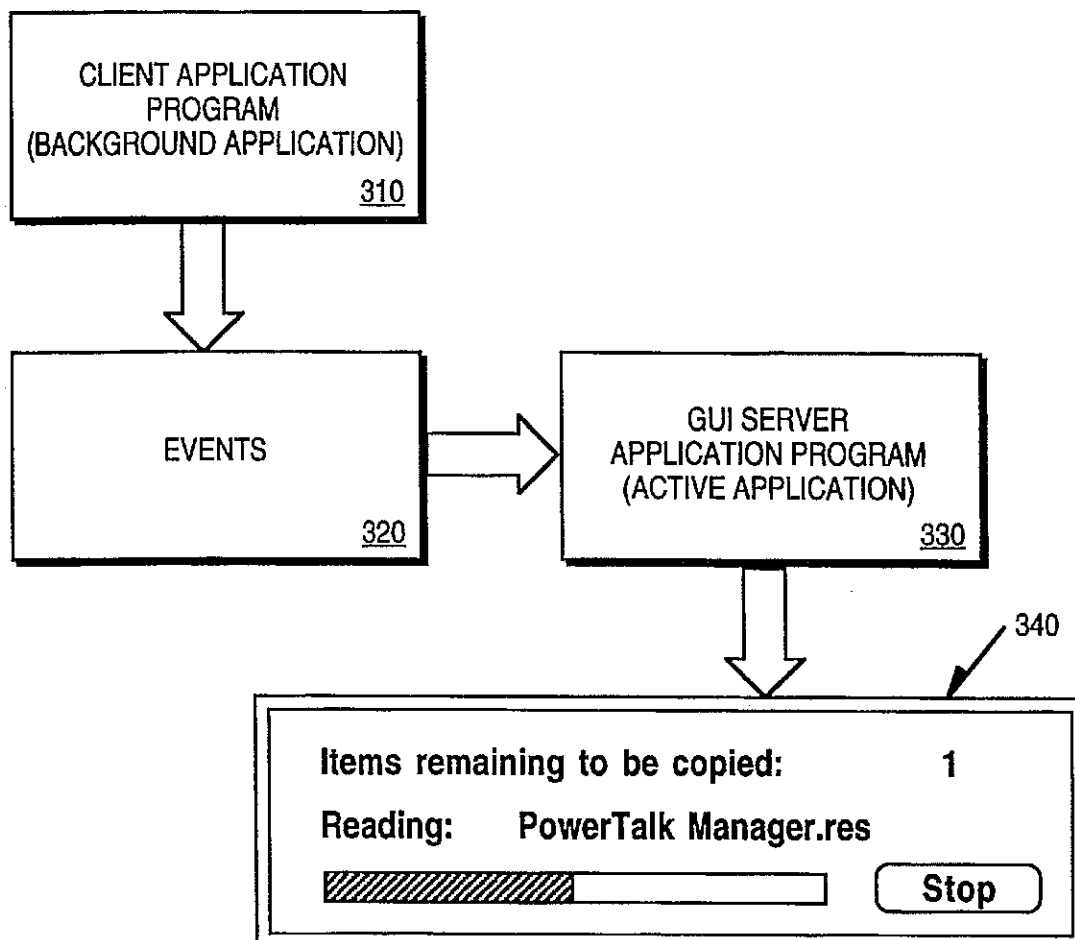 CLIENT APPLICATION
PROGRAM
(BACKGROUND APPLICATION)
310
EVENTS
320
GUI SERVER
APPLICATION PROGRAM
(ACTIVE APPLICATION)
330
340
Items remaining to be copied: 1
Reading: PowerTalk Manager.res
Stop